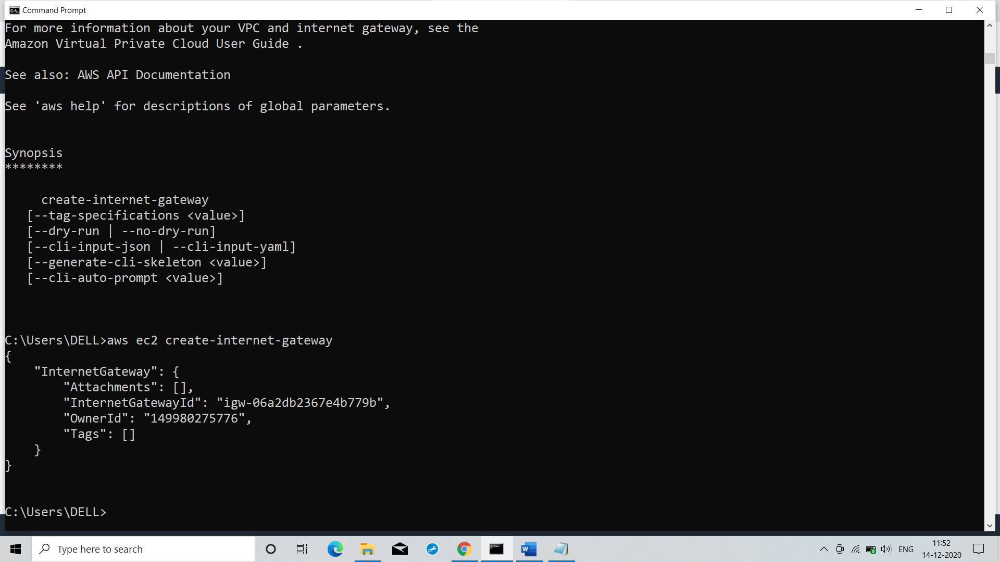 Command Prompt
For more information about your VPC and internet gateway, see the
Amazon Virtual Private Cloud User Guide .
See also: AWS API Documentation
See 'aws help' for descriptions of global parameters.
Synopsis
********
create-internet-gateway
[--tag-specifications <value>]
[--dry-run | --no-dry-run]
[--cli-input-json | --cli-input-yaml]
[--generate-cli-skeleton <value>]
[--cli-auto-prompt <value>]
C:\Users\DELL>aws ec2 create-internet-gateway
{
"InternetGateway": {
"Attachments": [],
"InternetGatewayId": "igw-06a2db2367e4b779b",
"OwnerId": "149980275776",
"Tags": []
}
}
C:\Users\DELL>
Type here to search
ENG
11:52
14-12-2020